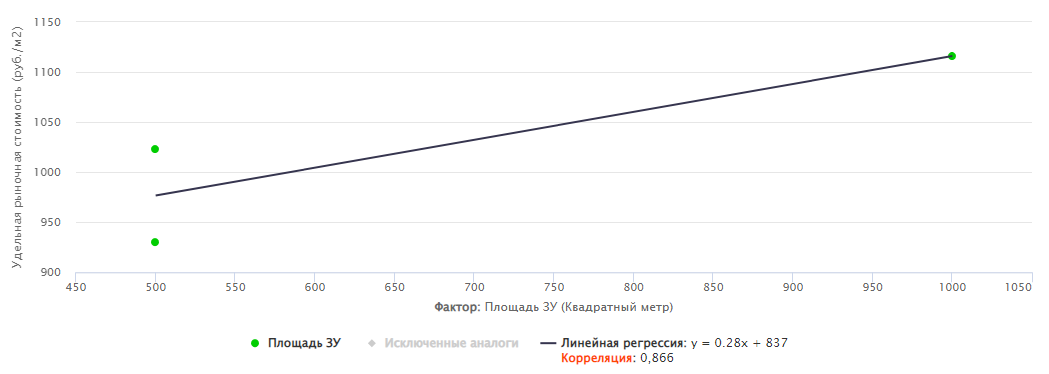 Удельная рыночная стоимость (руб./м2)
1150
1100
1050
1000
950
900
450 500 550 600 650 700 750 800 850 900 950 1000 1050
Фактор: Площадь ЗУ (Квадратный метр)
Площадь ЗУ Исключенные аналоги Линейная регрессия: y = 0.28x + 837
Корреляция: 0,866